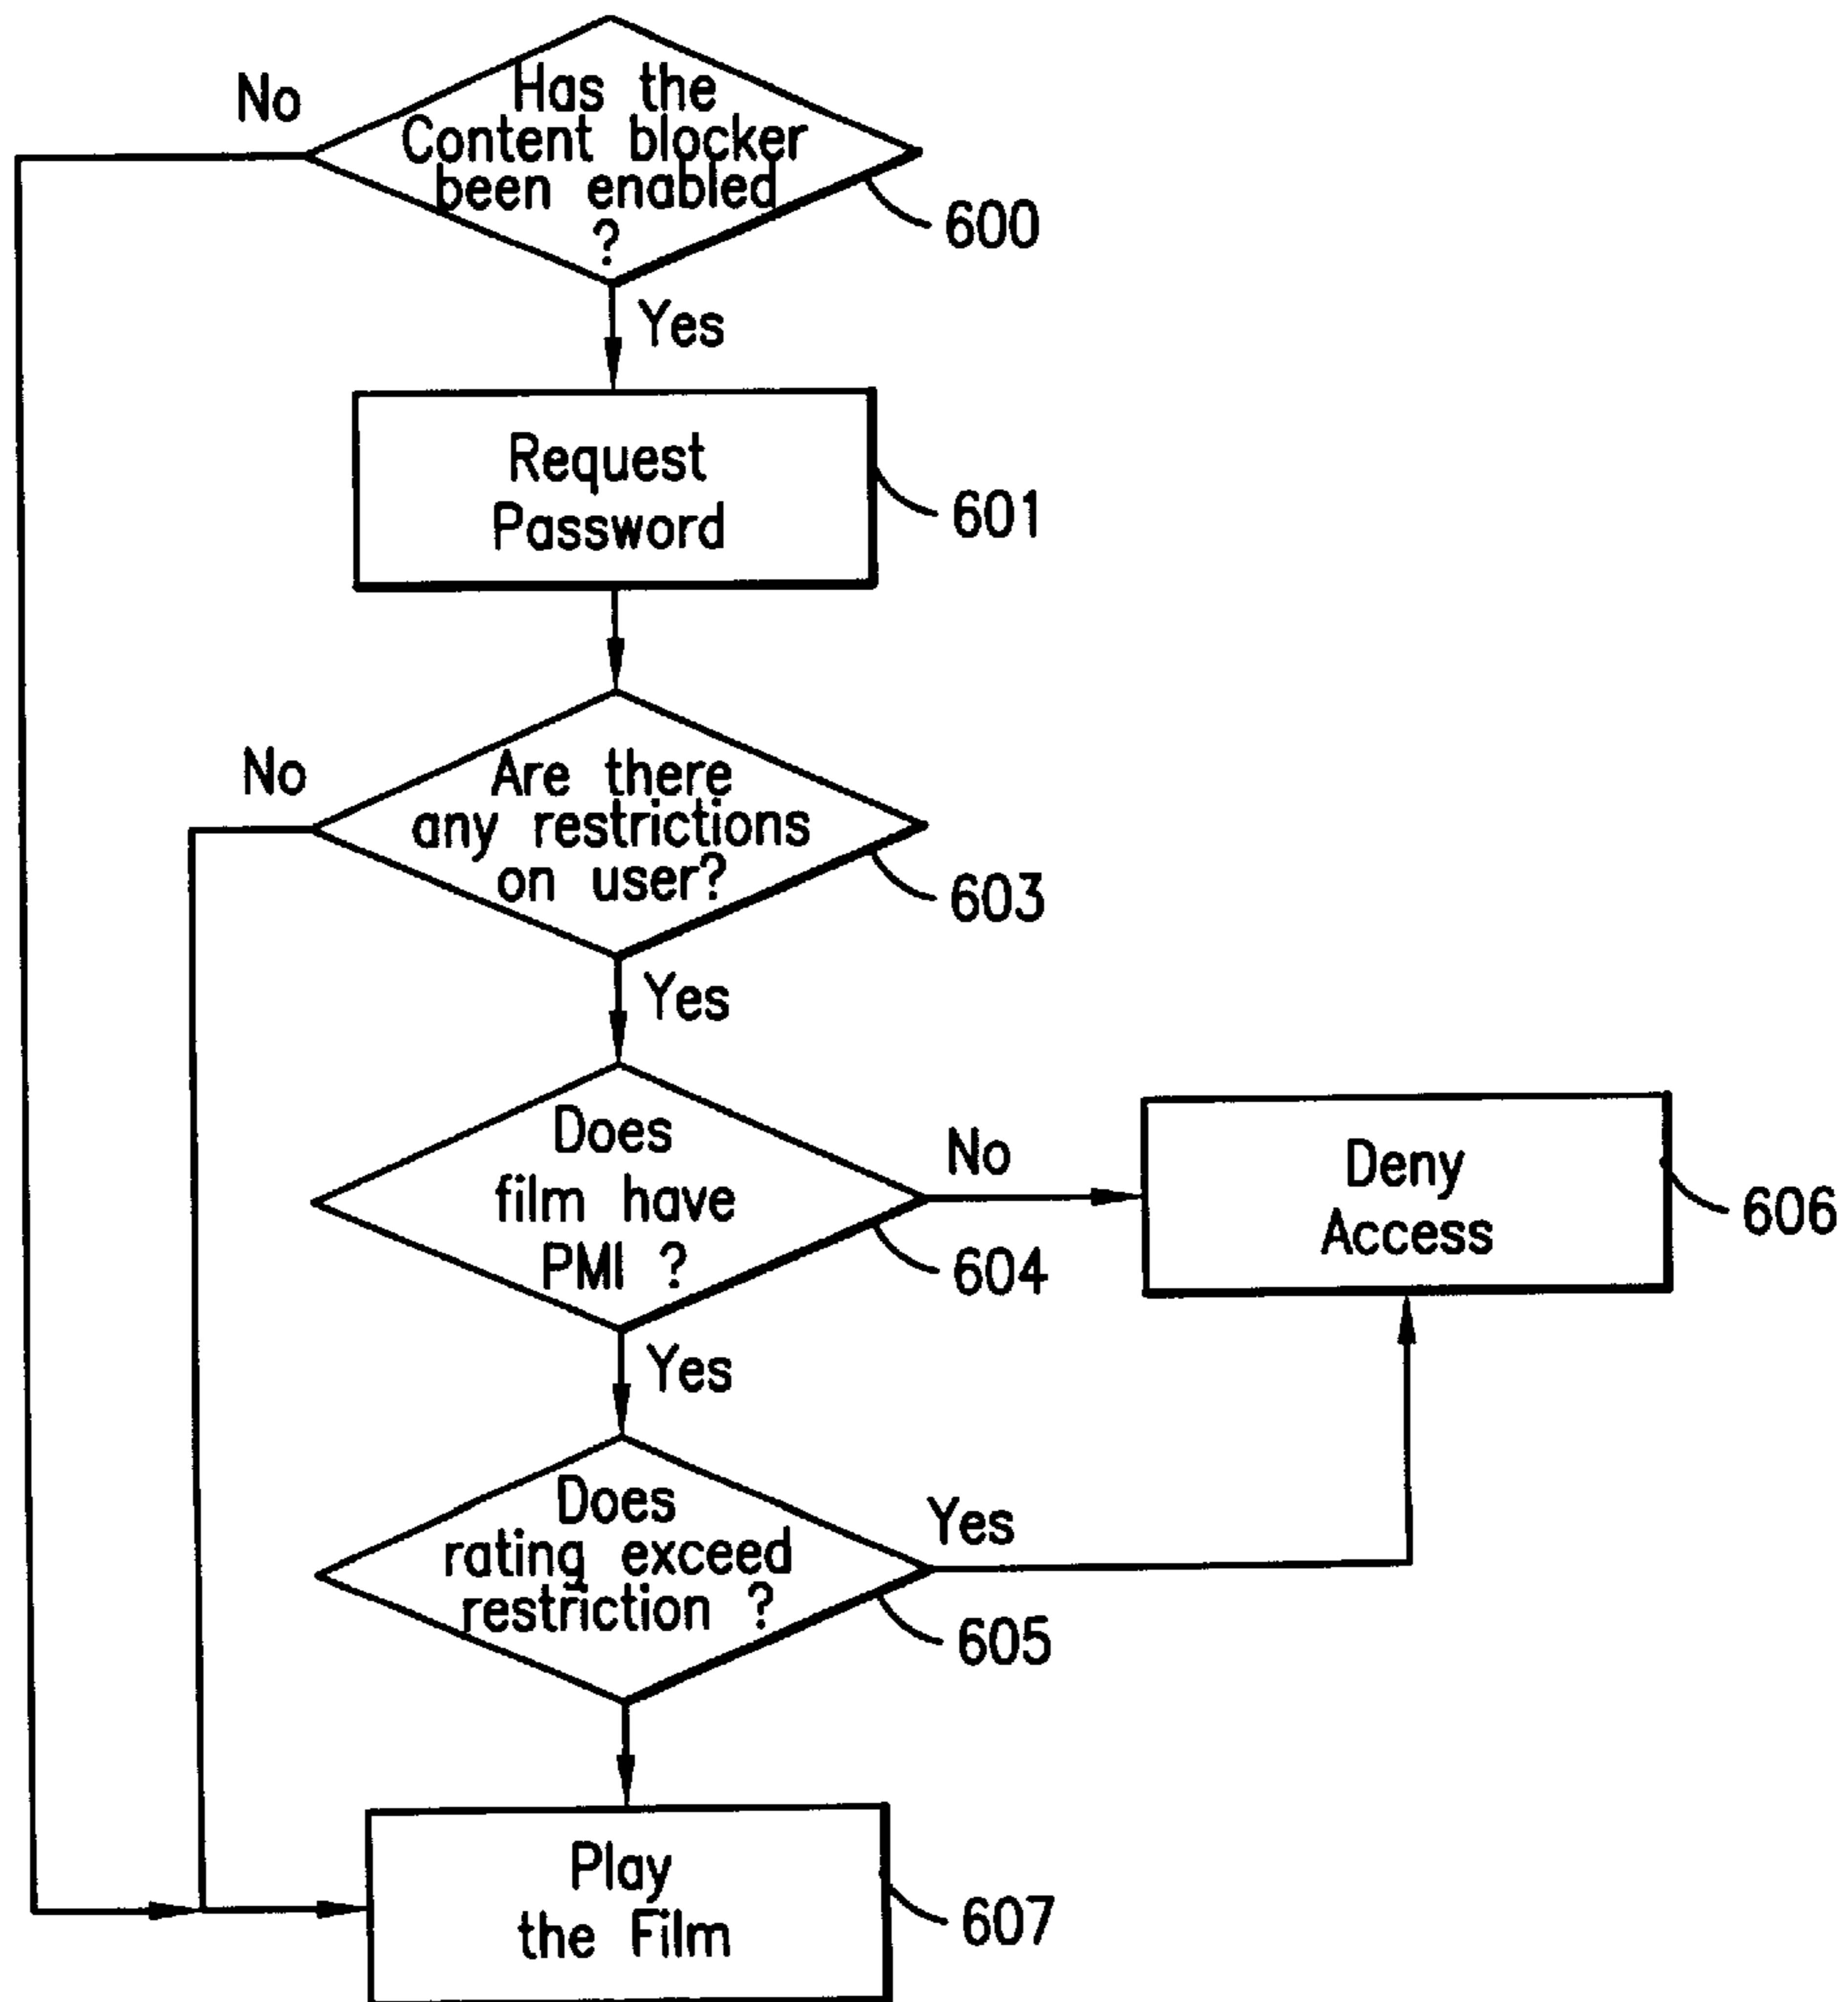 No
Has the
Content blocker
been enabled
?
600
Yes
Request
Password
601
No
Are there
any restrictions
on user?
603
Yes
Does
film have
PMI ?
604
No
Deny
Access
606
Yes
Does
rating exceed
restriction ?
605
Yes
Play
the Film
607